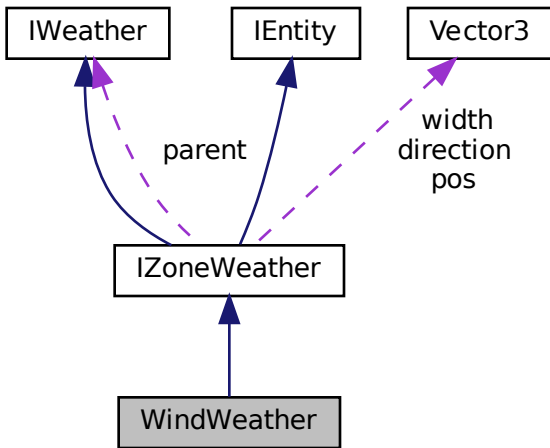 IWeather
IEntity
Vector3
parent
width
direction
pos
IZoneWeather
WindWeather